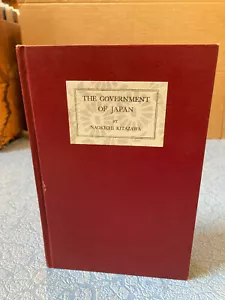 THE GOVERNMENT
OF JAPAN
BY
NAOKICHI KITAZAWA